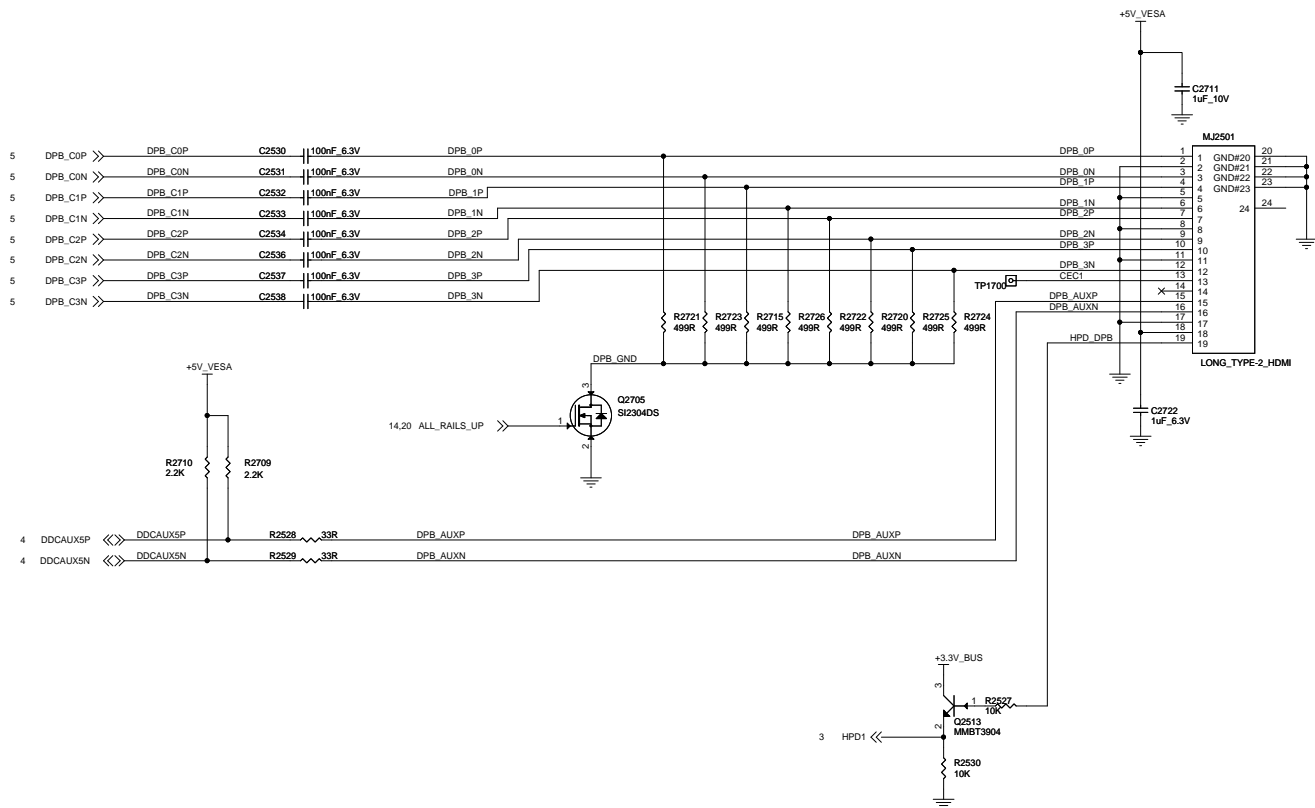 +5V_VESA
C2711
1uF_10V
MJ2501
5 DPB_C0P DPB_C0P C2530 100nF_6.3V DPB_0P DPB_0P 1 1 GND#20 20
2 2 GND#21 21
5 DPB_C0N DPB_C0N C2531 100nF_6.3V DPB_0N DPB_0N 3 3 GND#22 22
5 DPB_C1P DPB_C1P C2532 100nF_6.3V DPB_1P DPB_1P 4 4 GND#23 23
5 5
5 DPB_C1N DPB_C1N C2533 100nF_6.3V DPB_1N DPB_1N 6 6 24 24
5 DPB_C2P DPB_C2P C2534 100nF_6.3V DPB_2P DPB_2P 7 7
8 8
5 DPB_C2N DPB_C2N C2536 100nF_6.3V DPB_2N DPB_2N 9 9
5 DPB_C3P DPB_C3P C2537 100nF_6.3V DPB_3P DPB_3P 10 10
11 11
5 DPB_C3N DPB_C3N C2538 100nF_6.3V DPB_3N DPB_3N 12 12
TP1700 CEC1 13 13
14 14
DPB_AUXP 15 15
DPB_AUXN 16 16
17 17
18 18
HPD_DPB 19 19
LONG_TYPE-2_HDMI
R2721 R2723 R2715 R2726 R2722 R2720 R2725 R2724
499R 499R 499R 499R 499R 499R 499R 499R
DPB_GND
+5V_VESA
3
Q2705
SI2304DS
14,20 ALL_RAILS_UP 1
2
C2722
1uF_6.3V
R2710 R2709
2.2K 2.2K
4 DDCAUX5P DDCAUX5P R2528 33R DPB_AUXP DPB_AUXP
4 DDCAUX5N DDCAUX5N R2529 33R DPB_AUXN DPB_AUXN
+3.3V_BUS
3
1 R2527
10K
Q2513
MMBT3904
2
3 HPD1
R2530
10K